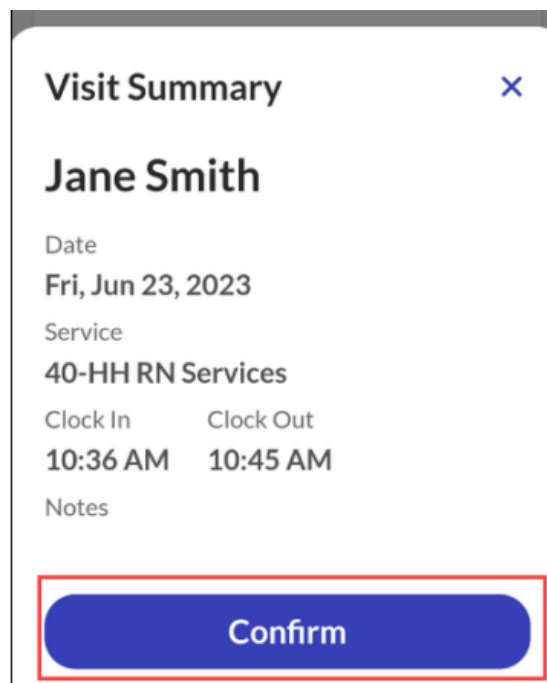 Visit Summary ×
Jane Smith
Date
Fri, Jun 23, 2023
Service
40-HH RN Services
Clock In Clock Out
10:36 AM 10:45 AM
Notes
Confirm